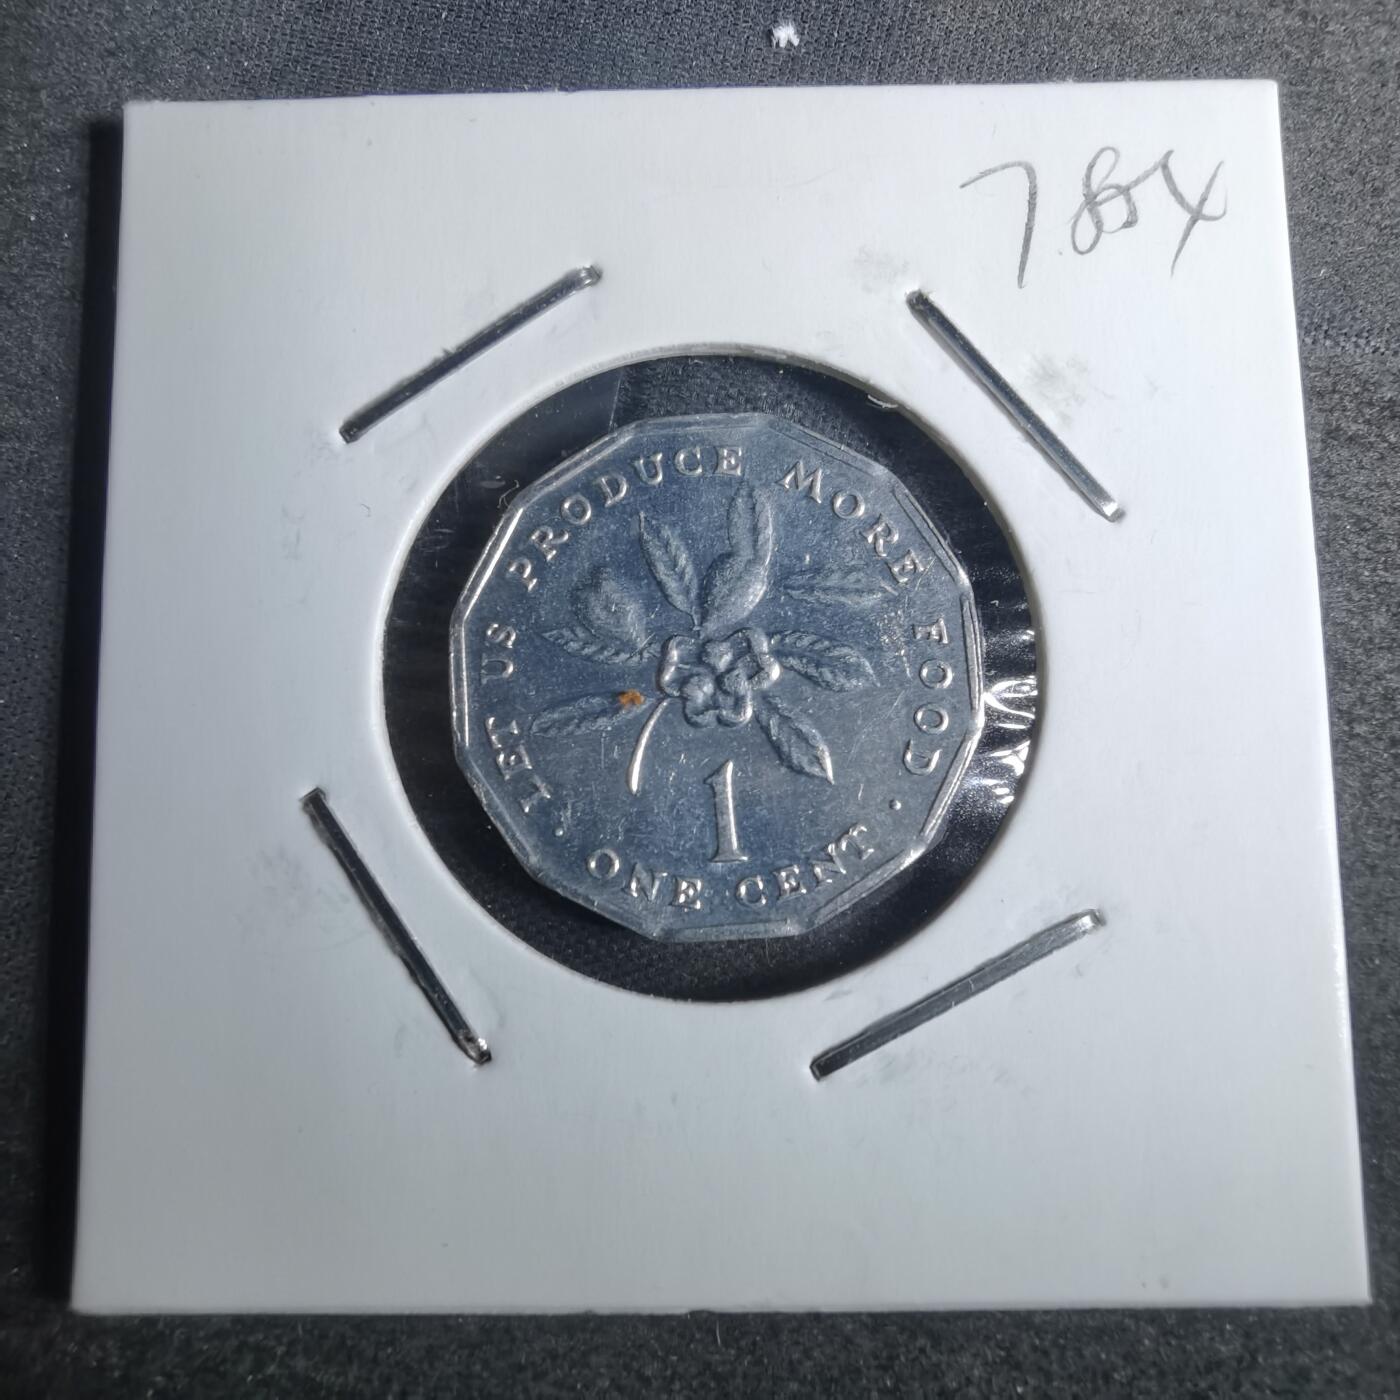 LET US PRODUCE MORE FOOD
1
· ONE CENT ·